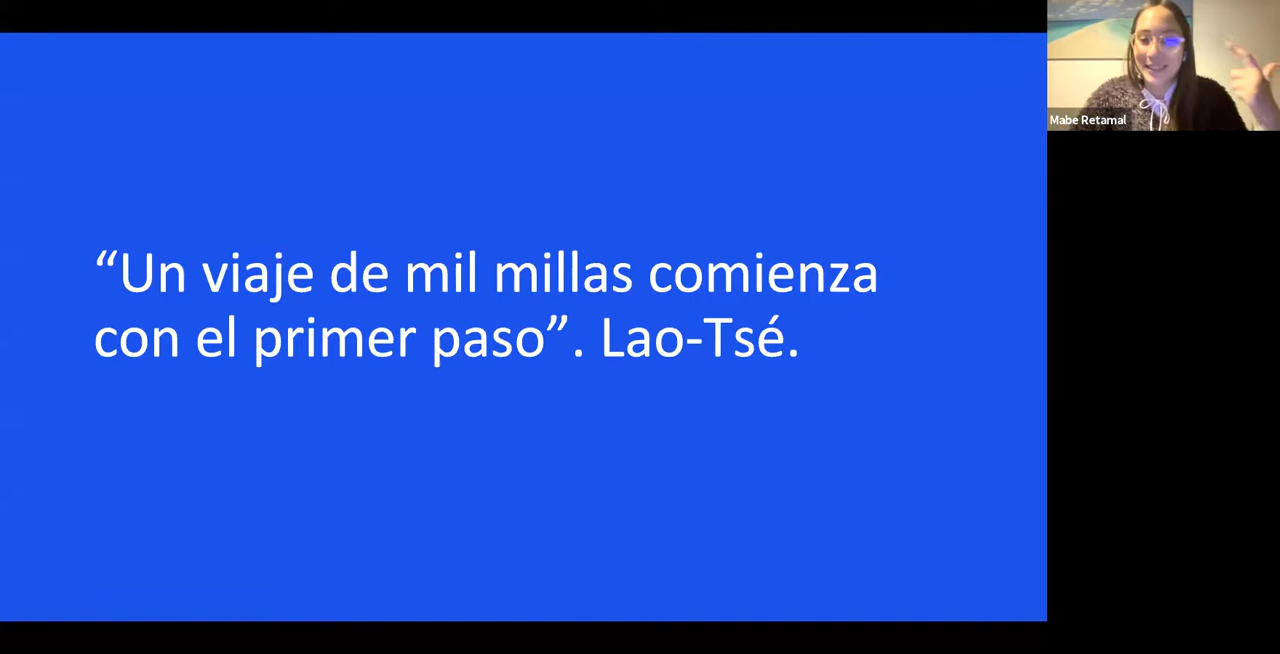 “Un viaje de mil millas comienza
con el primer paso”. Lao-Tsé.
Mabe Retamal